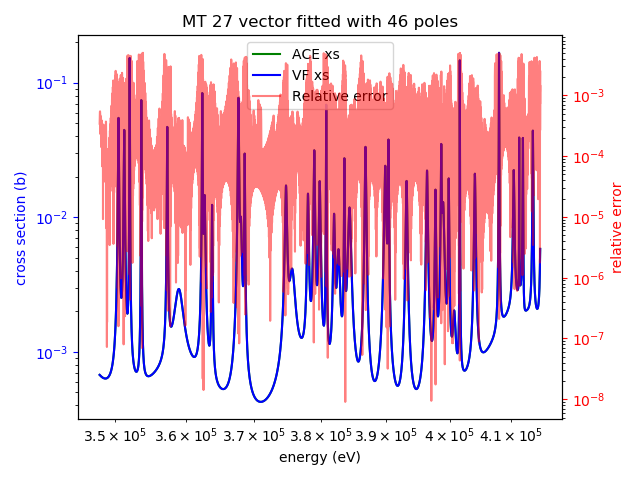 MT 27 vector fitted with 46 poles
ACE xs
VF xs
Relative error
10⁻¹
10⁻²
10⁻³
cross section (b)
10⁻³
10⁻⁴
10⁻⁵
10⁻⁶
10⁻⁷
10⁻⁸
relative error
3.5 × 10⁵ 3.6 × 10⁵ 3.7 × 10⁵ 3.8 × 10⁵ 3.9 × 10⁵ 4 × 10⁵ 4.1 × 10⁵
energy (eV)